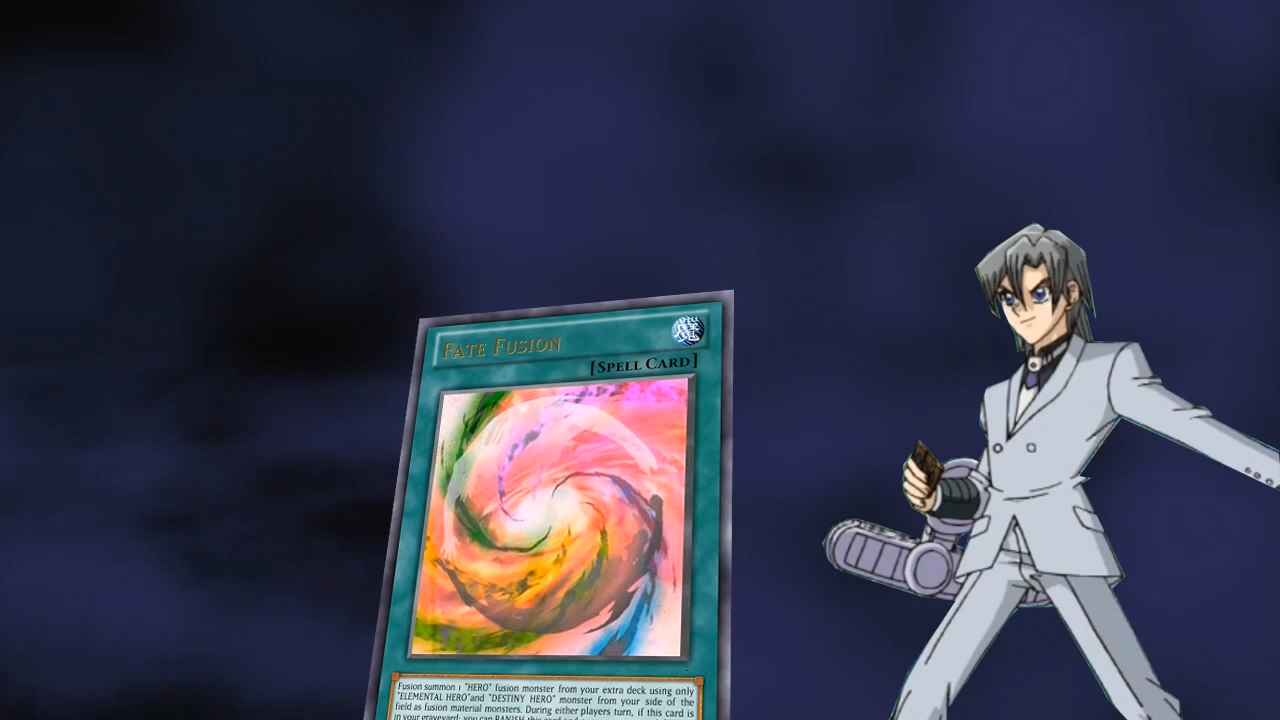 FATE FUSION
魔
[SPELL CARD]
Fusion summon 1 "HERO" fusion monster from your extra deck using only
"ELEMENTAL HERO"and "DESTINY HERO" monster from your side of the
field as fusion material monsters. During either players turn, if this card is
in your graveyard: you can BANISH this card and